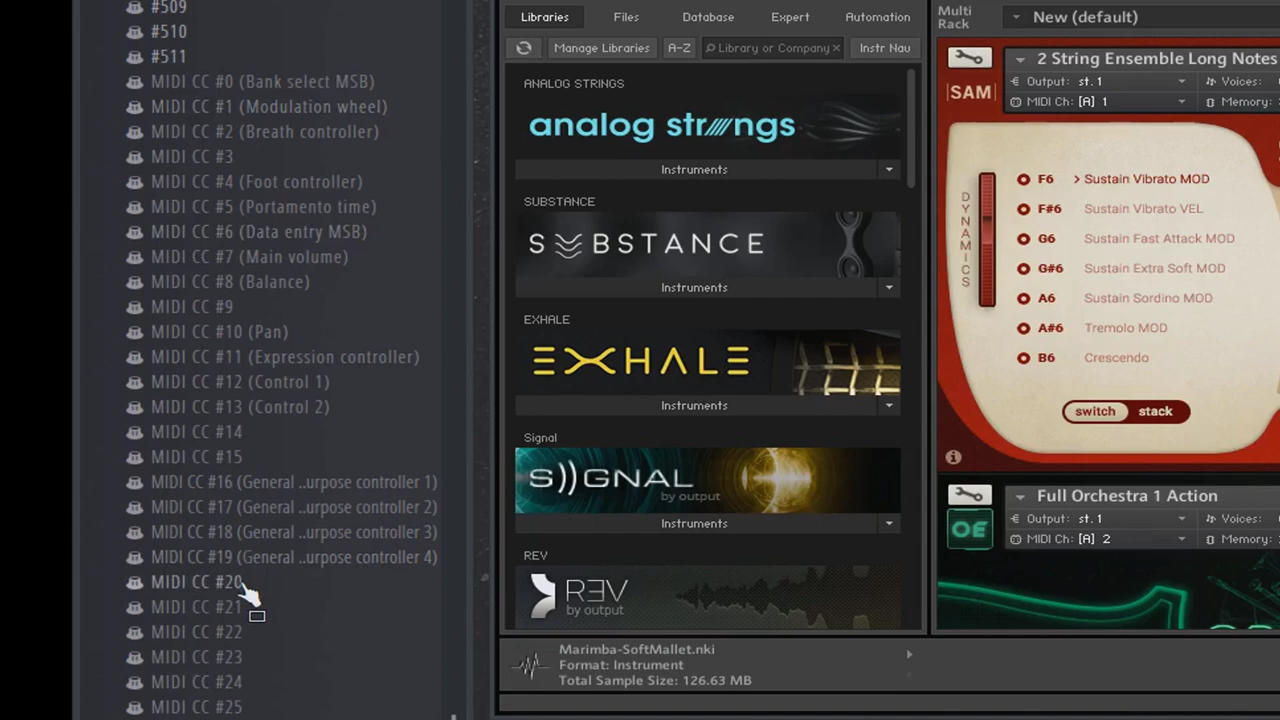 #509
#510
#511
MIDI CC #0 (Bank select MSB)
MIDI CC #1 (Modulation wheel)
MIDI CC #2 (Breath controller)
MIDI CC #3
MIDI CC #4 (Foot controller)
MIDI CC #5 (Portamento time)
MIDI CC #6 (Data entry MSB)
MIDI CC #7 (Main volume)
MIDI CC #8 (Balance)
MIDI CC #9
MIDI CC #10 (Pan)
MIDI CC #11 (Expression controller)
MIDI CC #12 (Control 1)
MIDI CC #13 (Control 2)
MIDI CC #14
MIDI CC #15
MIDI CC #16 (General ..urpose controller 1)
MIDI CC #17 (General ..urpose controller 2)
MIDI CC #18 (General ..urpose controller 3)
MIDI CC #19 (General ..urpose controller 4)
MIDI CC #20
MIDI CC #21
MIDI CC #22
MIDI CC #23
MIDI CC #24
MIDI CC #25
Libraries Files Database Expert Automation
Manage Libraries A-Z Library or Company × Instr Nau
ANALOG STRINGS
analog strings
Instruments
SUBSTANCE
SUBSTANCE
Instruments
EXHALE
EXHALE
Instruments
Signal
SIGNAL
by output
Instruments
REV
REV
by output
Marimba-SoftMallet.nki
Format: Instrument
Total Sample Size: 126.63 MB
Multi
Rack
New (default)
2 String Ensemble Long Notes
SAM
Output: st.1 Voices:
MIDI Ch: [A] 1 Memory:
DYNAMICS
F6 > Sustain Vibrato MOD
F#6 Sustain Vibrato VEL
G6 Sustain Fast Attack MOD
G#6 Sustain Extra Soft MOD
A6 Sustain Sordino MOD
A#6 Tremolo MOD
B6 Crescendo
switch stack
Full Orchestra 1 Action
OE
Output: st.1 Voices:
MIDI Ch: [A] 2 Memory: